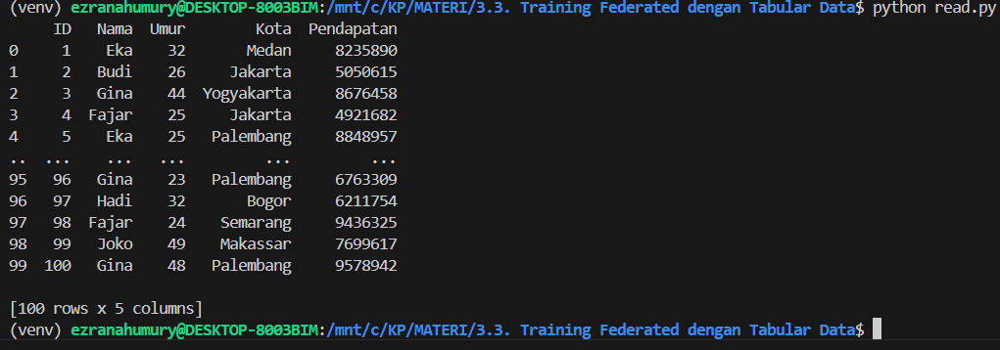 (venv) ezranahumury@DESKTOP-8003BIM:/mnt/c/KP/MATERI/3.3. Training Federated dengan Tabular Data$ python read.py
ID Nama Umur Kota Pendapatan
0 1 Eka 32 Medan 8235890
1 2 Budi 26 Jakarta 5050615
2 3 Gina 44 Yogyakarta 8676458
3 4 Fajar 25 Jakarta 4921682
4 5 Eka 25 Palembang 8848957
.. ... ... ... ... ...
95 96 Gina 23 Palembang 6763309
96 97 Hadi 32 Bogor 6211754
97 98 Fajar 24 Semarang 9436325
98 99 Joko 49 Makassar 7699617
99 100 Gina 48 Palembang 9578942
[100 rows x 5 columns]
(venv) ezranahumury@DESKTOP-8003BIM:/mnt/c/KP/MATERI/3.3. Training Federated dengan Tabular Data$